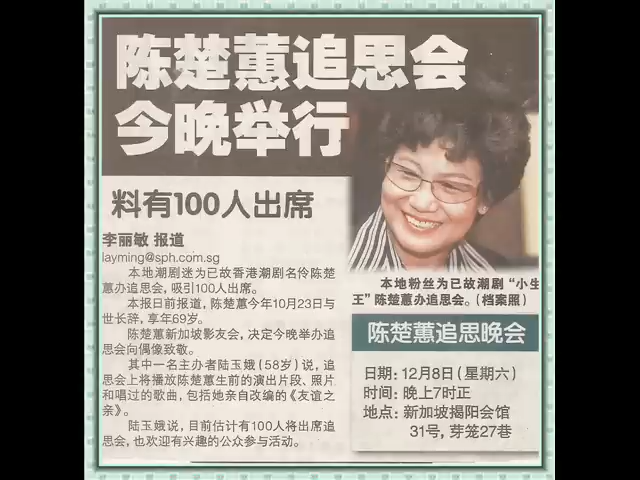 陈楚蕙追思会
今晚举行
料有100人出席
李丽敏 报道
layming@sph.com.sg
本地潮剧迷为已故香港潮剧名伶陈楚
蕙办追思会，吸引100人出席。
本报日前报道，陈楚蕙今年10月23日与
世长辞，享年69岁。
陈楚蕙新加坡影友会，决定今晚举办追
思会向偶像致敬。
其中一名主办者陆玉娥（58岁）说，追
思会上将播放陈楚蕙生前的演出片段、照片
和唱过的歌曲，包括她亲自改编的《友谊之
亲》。
陆玉娥说，目前估计有100人将出席追
思会，也欢迎有兴趣的公众参与活动。
本地粉丝为已故潮剧“小生
王”陈楚蕙办追思会。（档案照）
陈楚蕙追思晚会
日期：12月8日（星期六）
时间：晚上7时正
地点：新加坡揭阳会馆
31号，芽笼27巷